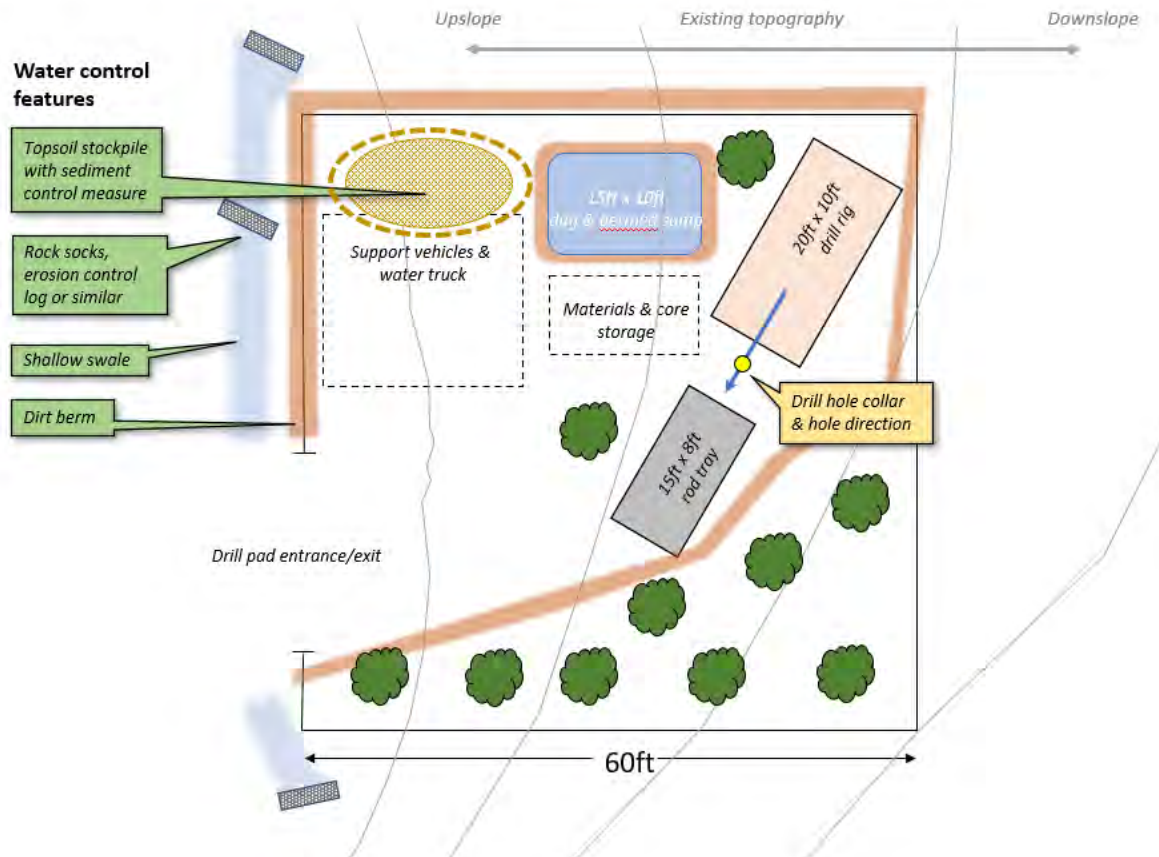 Upslope
Existing topography
Downslope
Water control
features
Topsoil stockpile
with sediment
control measure
Rock socks,
erosion control
log or similar
Shallow swale
Dirt berm
15ft x 10ft
dug & bermed sump
Support vehicles &
water truck
Materials & core
storage
20ft x 10ft
drill rig
Drill hole collar
& hole direction
15ft x 8ft
rod tray
Drill pad entrance/exit
60ft